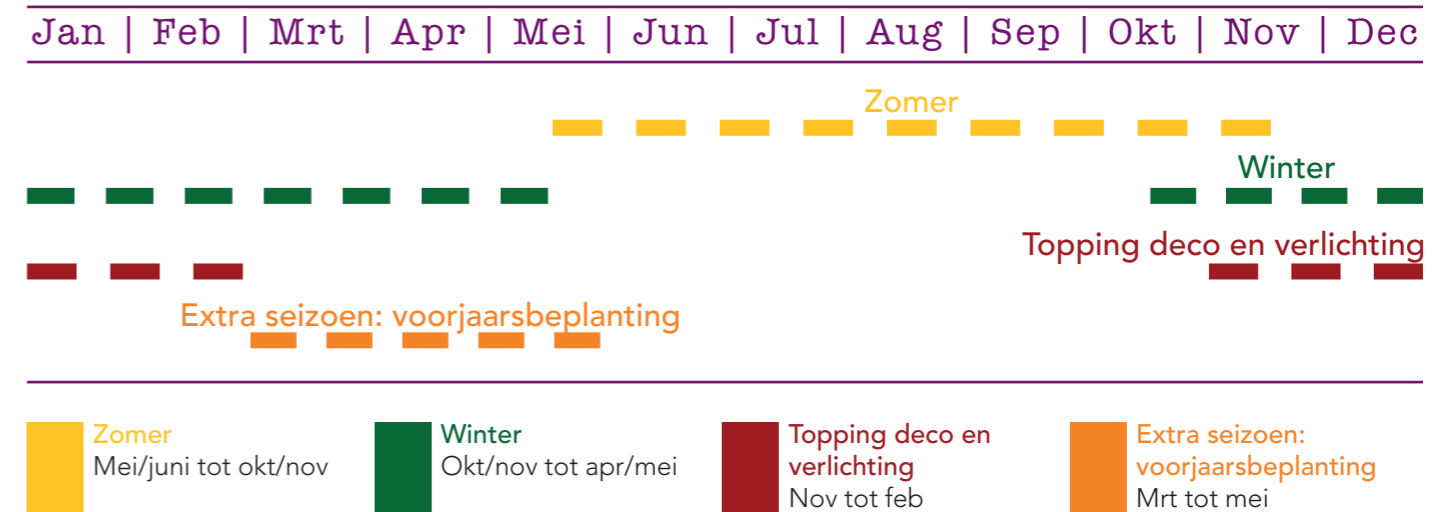 Jan | Feb | Mrt | Apr | Mei | Jun | Jul | Aug | Sep | Okt | Nov | Dec
Zomer
Winter
Topping deco en verlichting
Extra seizoen: voorjaarsbeplanting
Zomer
Mei/juni tot okt/nov
Winter
Okt/nov tot apr/mei
Topping deco en
verlichting
Nov tot feb
Extra seizoen:
voorjaarsbeplanting
Mrt tot mei